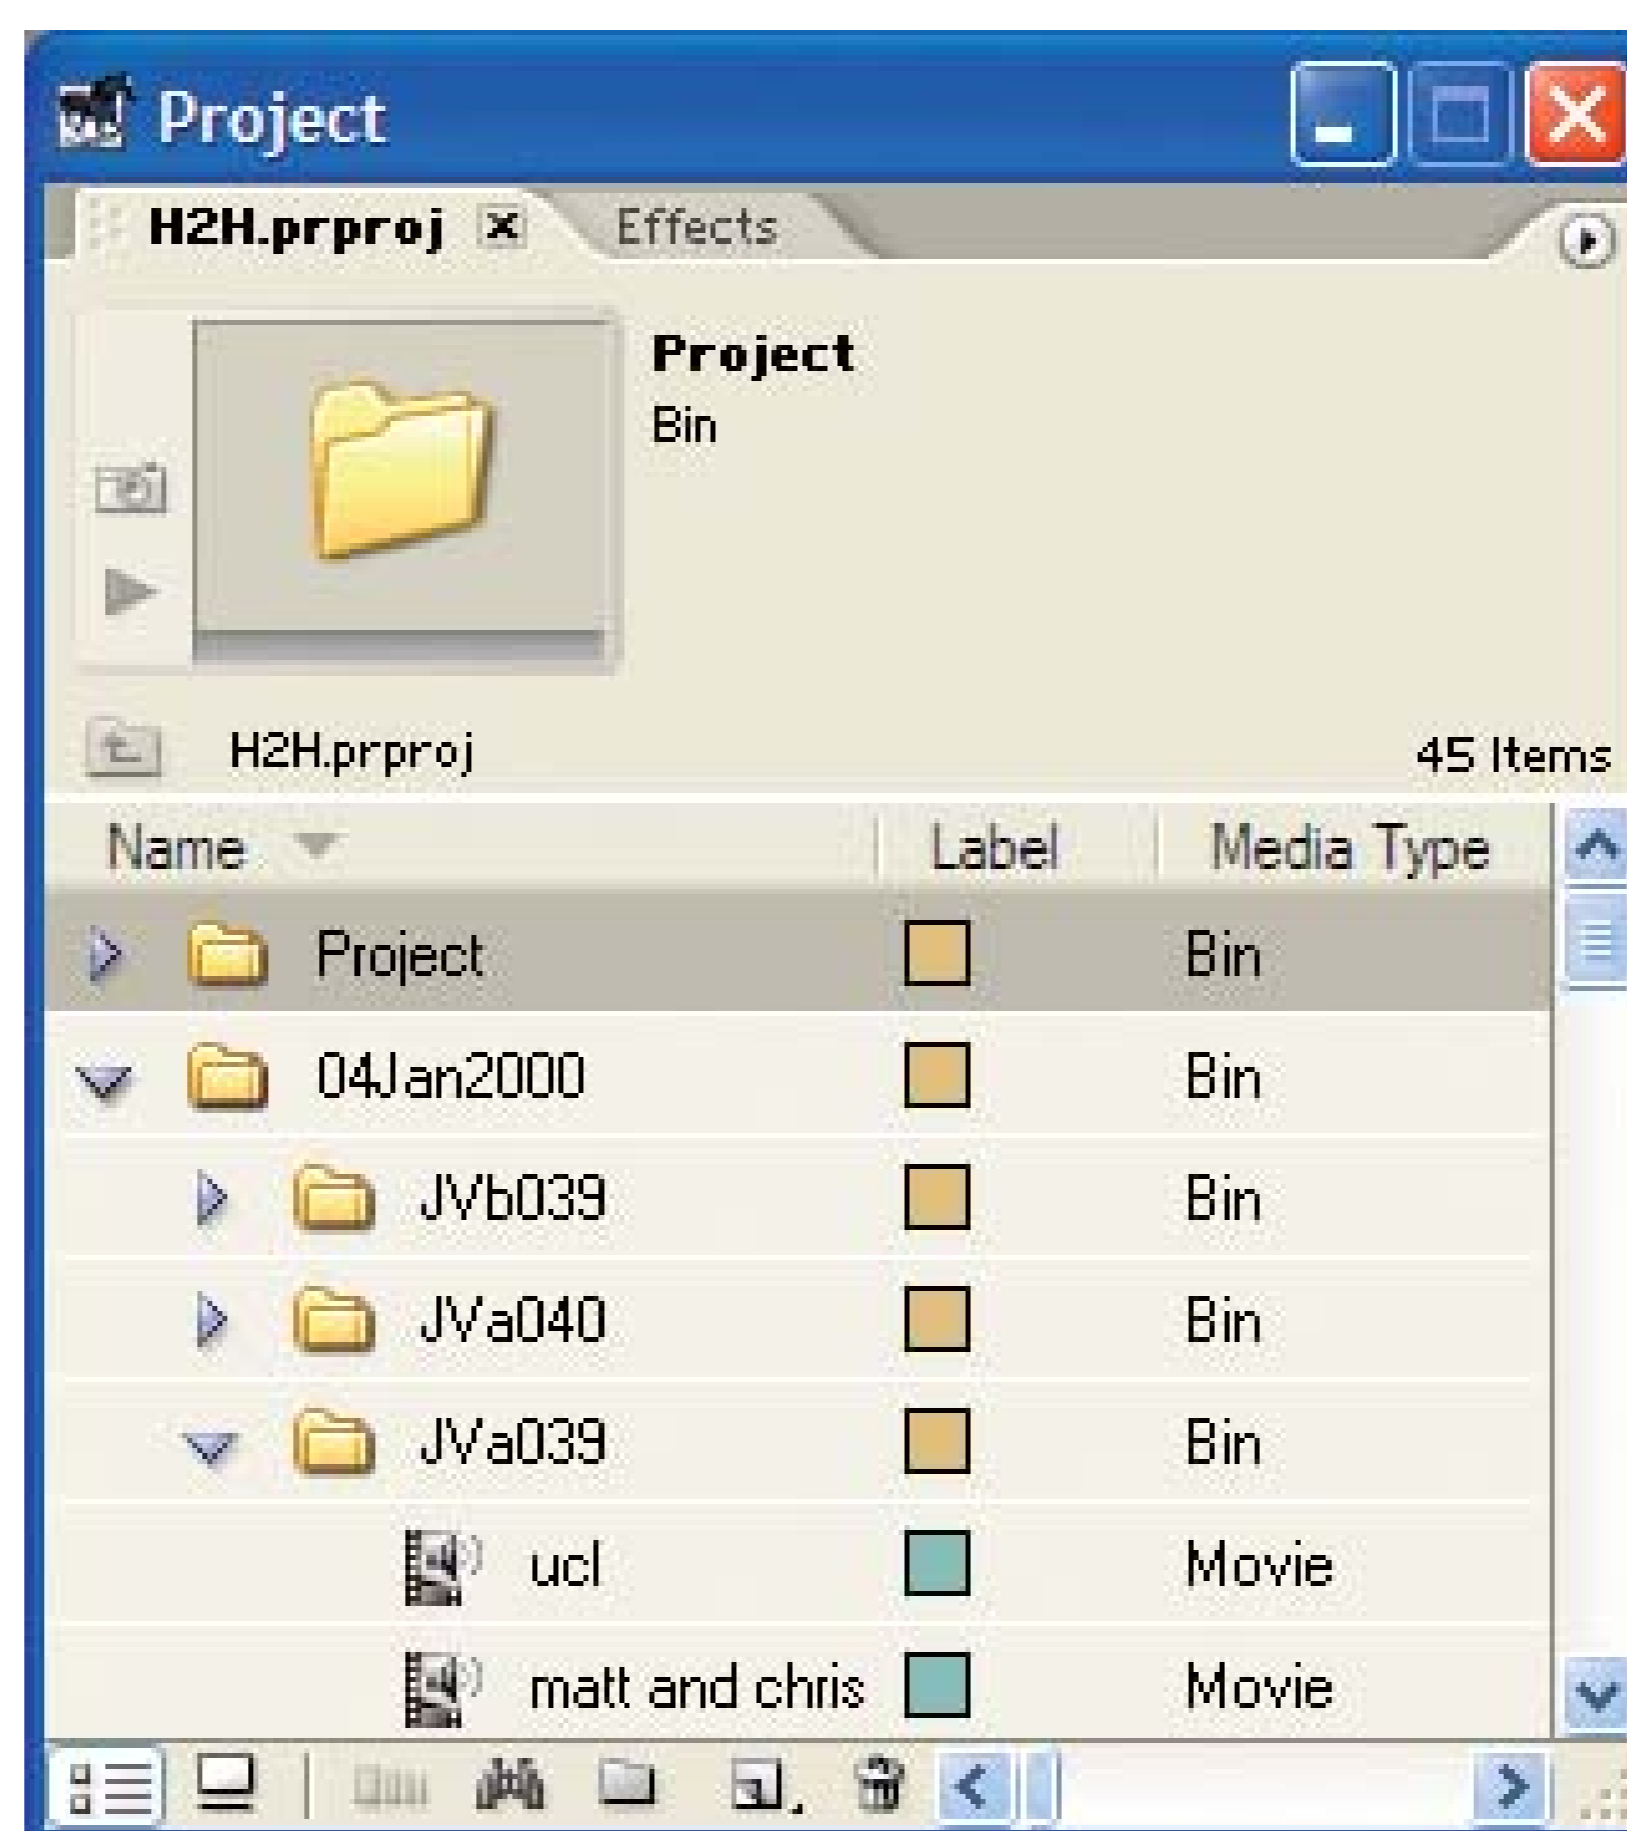 Project
H2H.prproj Effects
Project
Bin
H2H.prproj 45 Items
Name Label Media Type
Project Bin
04Jan2000 Bin
JVb039 Bin
JVa040 Bin
JVa039 Bin
ucl Movie
matt and chris Movie